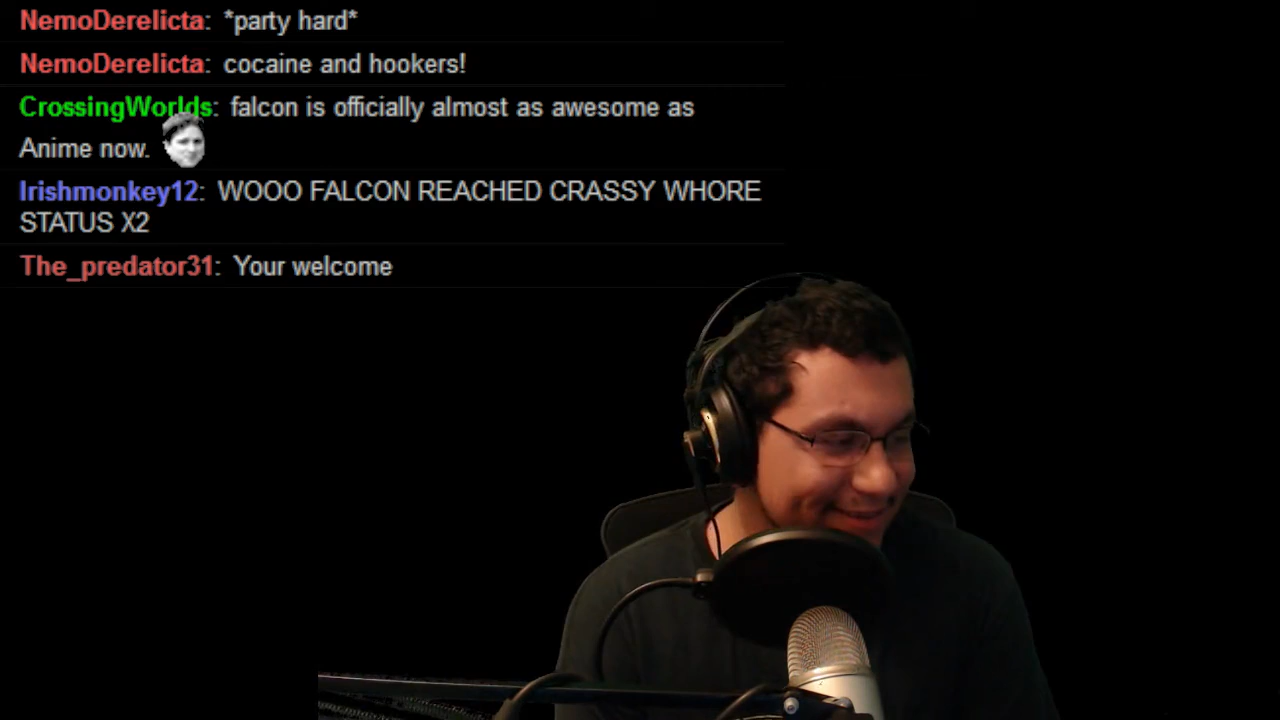 NemoDerelicta: *party hard*
NemoDerelicta: cocaine and hookers!
CrossingWorlds: falcon is officially almost as awesome as
Anime now.
Irishmonkey12: WOOO FALCON REACHED CRASSY WHORE
STATUS X2
The_predator31: Your welcome